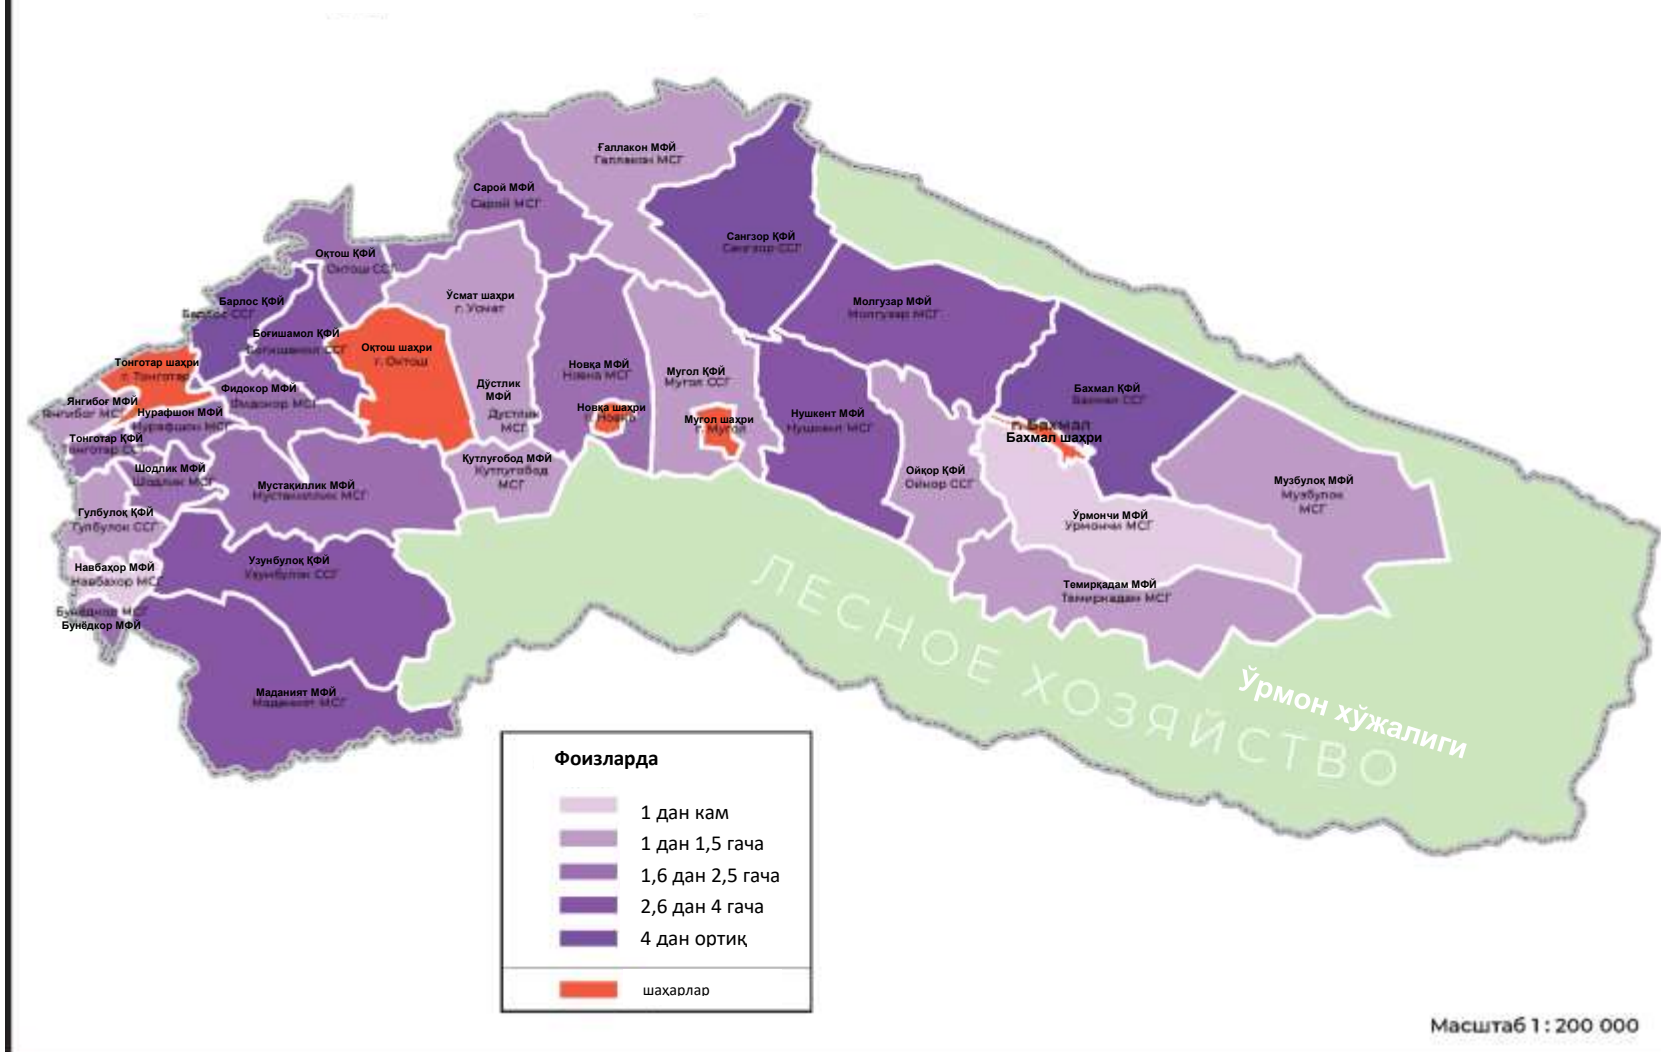 Ғаллакон МФЙ
Галлакон МСГ
Сарой МФЙ
Сарой МСГ
Сангзор ҚФЙ
Сангзор ССГ
Оқтош ҚФЙ
Октош ССГ
Ўсмат шаҳри
г. Усмат
Молгузар МФЙ
Молгузар МСГ
Барлос ҚФЙ
Барлос ССГ
Боғишамол ҚФЙ
Богишамол ССГ
Оқтош шаҳри
г. Октош
Тонготар шаҳри
г. Тонготар
Новқа МФЙ
Новка МСГ
Мугол ҚФЙ
Мугол ССГ
Бахмал ҚФЙ
Бахмал ССГ
Фидокор МФЙ
Фидокор МСГ
Дўстлик
МФЙ
Дустлик
МСГ
Янгибоғ МФЙ
Янгибог МСГ
Нурафшон МФЙ
Нурафшон МСГ
Новқа шаҳри
г. Новка
Мугол шаҳри
г. Мугол
Нушкент МФЙ
Нушкент МСГ
г. Бахмал
Бахмал шаҳри
Тонготар ҚФЙ
Тонготар ССГ
Шодлик МФЙ
Шодлик МСГ
Қутлуғобод МФЙ
Кутлугобод
МСГ
Ойқор ҚФЙ
Ойкор ССГ
Мустақиллик МФЙ
Мустакиллик МСГ
Музбулоқ МФЙ
Музбулок
МСГ
Гулбулоқ ҚФЙ
Гулбулок ССГ
Ўрмончи МФЙ
Урмончи МСГ
Навбаҳор МФЙ
Навбахор МСГ
Узунбулоқ ҚФЙ
Узунбулок ССГ
Темирқадам МФЙ
Темиркадам МСГ
Бунёдкор МСГ
Бунёдкор МФЙ
Маданият МФЙ
Маданият МСГ
ЛЕСНОЕ ХОЗЯЙСТВО
Ўрмон хўжалиги
Фоизларда
1 дан кам
1 дан 1,5 гача
1,6 дан 2,5 гача
2,6 дан 4 гача
4 дан ортиқ
шаҳарлар
Масштаб 1 : 200 000